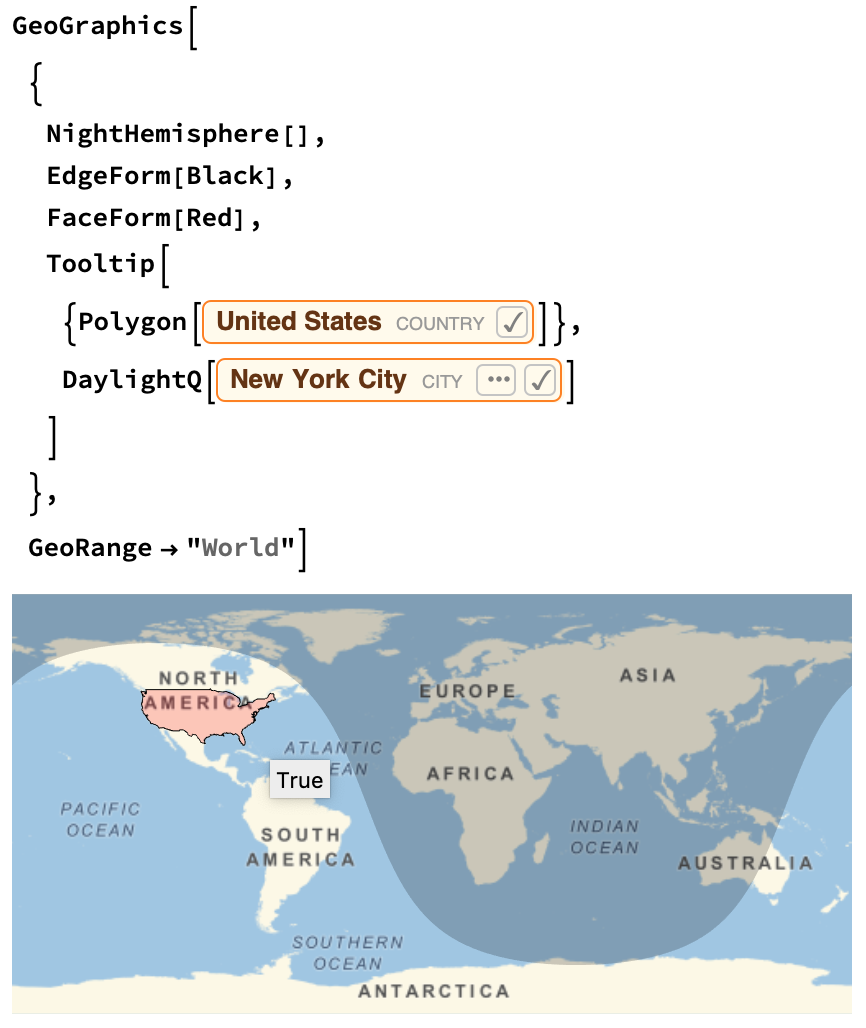 GeoGraphics[
{
NightHemisphere[],
EdgeForm[Black],
FaceForm[Red],
Tooltip[
{Polygon[United States COUNTRY ✓]},
DaylightQ[New York City CITY ••• ✓]
]
},
GeoRange → "World"]
NORTH
AMERICA
EUROPE
ASIA
ATLANTIC
EAN
True
AFRICA
PACIFIC
OCEAN
SOUTH
AMERICA
INDIAN
OCEAN
AUSTRALIA
SOUTHERN
OCEAN
ANTARCTICA